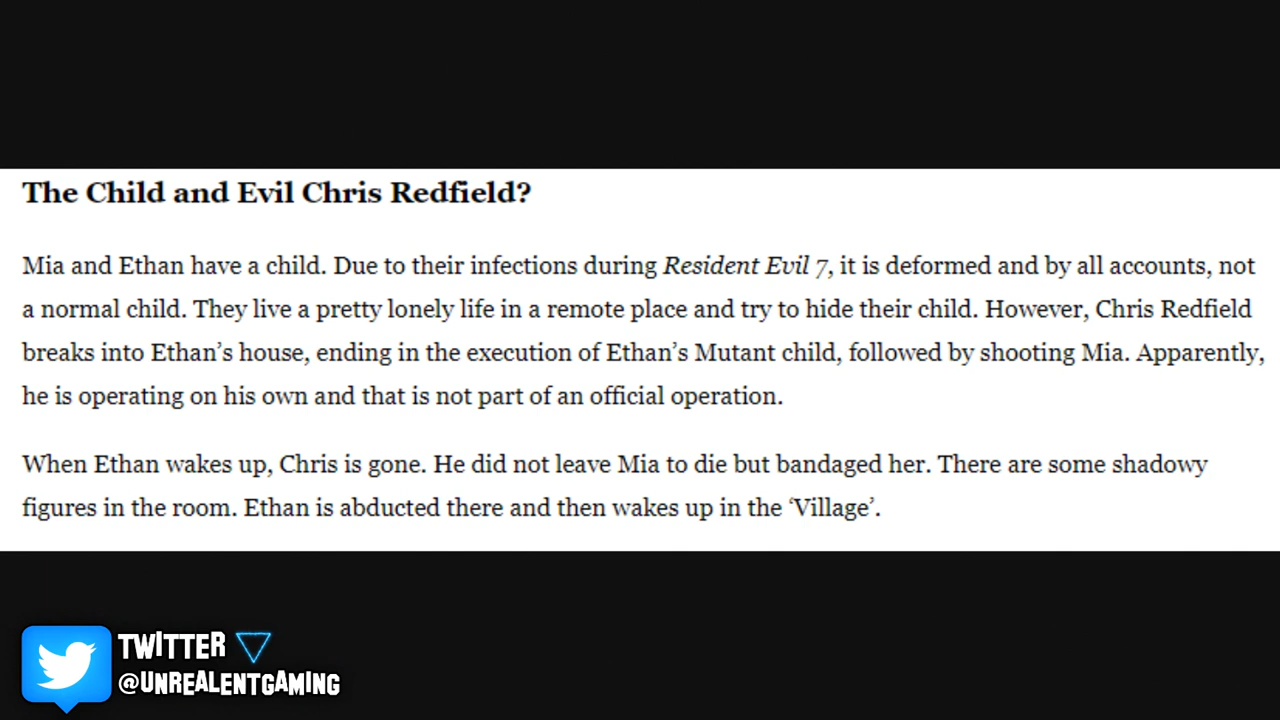 The Child and Evil Chris Redfield?
Mia and Ethan have a child. Due to their infections during Resident Evil 7, it is deformed and by all accounts, not
a normal child. They live a pretty lonely life in a remote place and try to hide their child. However, Chris Redfield
breaks into Ethan’s house, ending in the execution of Ethan’s Mutant child, followed by shooting Mia. Apparently,
he is operating on his own and that is not part of an official operation.
When Ethan wakes up, Chris is gone. He did not leave Mia to die but bandaged her. There are some shadowy
figures in the room. Ethan is abducted there and then wakes up in the ‘Village’.
TWITTER
@UNREALENTGAMING